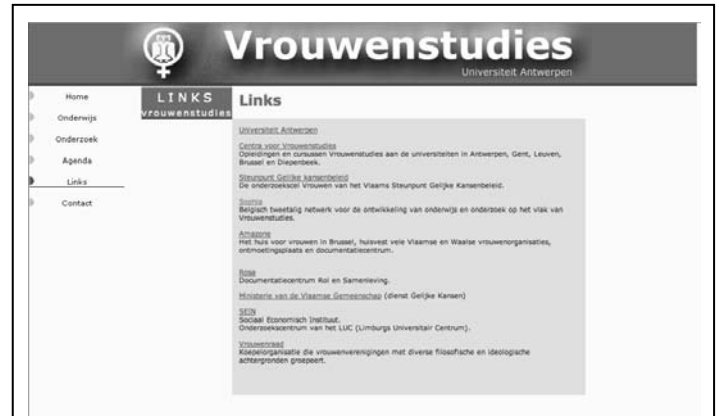 Vrouwenstudies
Universiteit Antwerpen
Home
Onderwijs
Onderzoek
Agenda
Links
Contact
LINKS
vrouwenstudies
Links
Universiteit Antwerpen
Centra voor Vrouwenstudies
Opleidingen en cursussen Vrouwenstudies aan de universiteiten in Antwerpen, Gent, Leuven,
Brussel en Diepenbeek.
Steunpunt Gelijke kansenbeleid
De onderzoekscel Vrouwen van het Vlaams Steunpunt Gelijke Kansenbeleid.
Sophia
Belgisch tweetalig netwerk voor de ontwikkeling van onderwijs en onderzoek op het vlak van
Vrouwenstudies.
Amazone
Het huis voor vrouwen in Brussel, huisvest vele Vlaamse en Waalse vrouwenorganisaties,
ontmoetingsplaats en documentatiecentrum.
Rosa
Documentatiecentrum Rol en Samenleving.
Ministerie van de Vlaamse Gemeenschap (dienst Gelijke Kansen)
SEIN
Sociaal Economisch Instituut.
Onderzoekscentrum van het LUC (Limburgs Universitair Centrum).
Vrouwenraad
Koepelorganisatie die vrouwenverenigingen met diverse filosofische en ideologische
achtergronden groepeert.